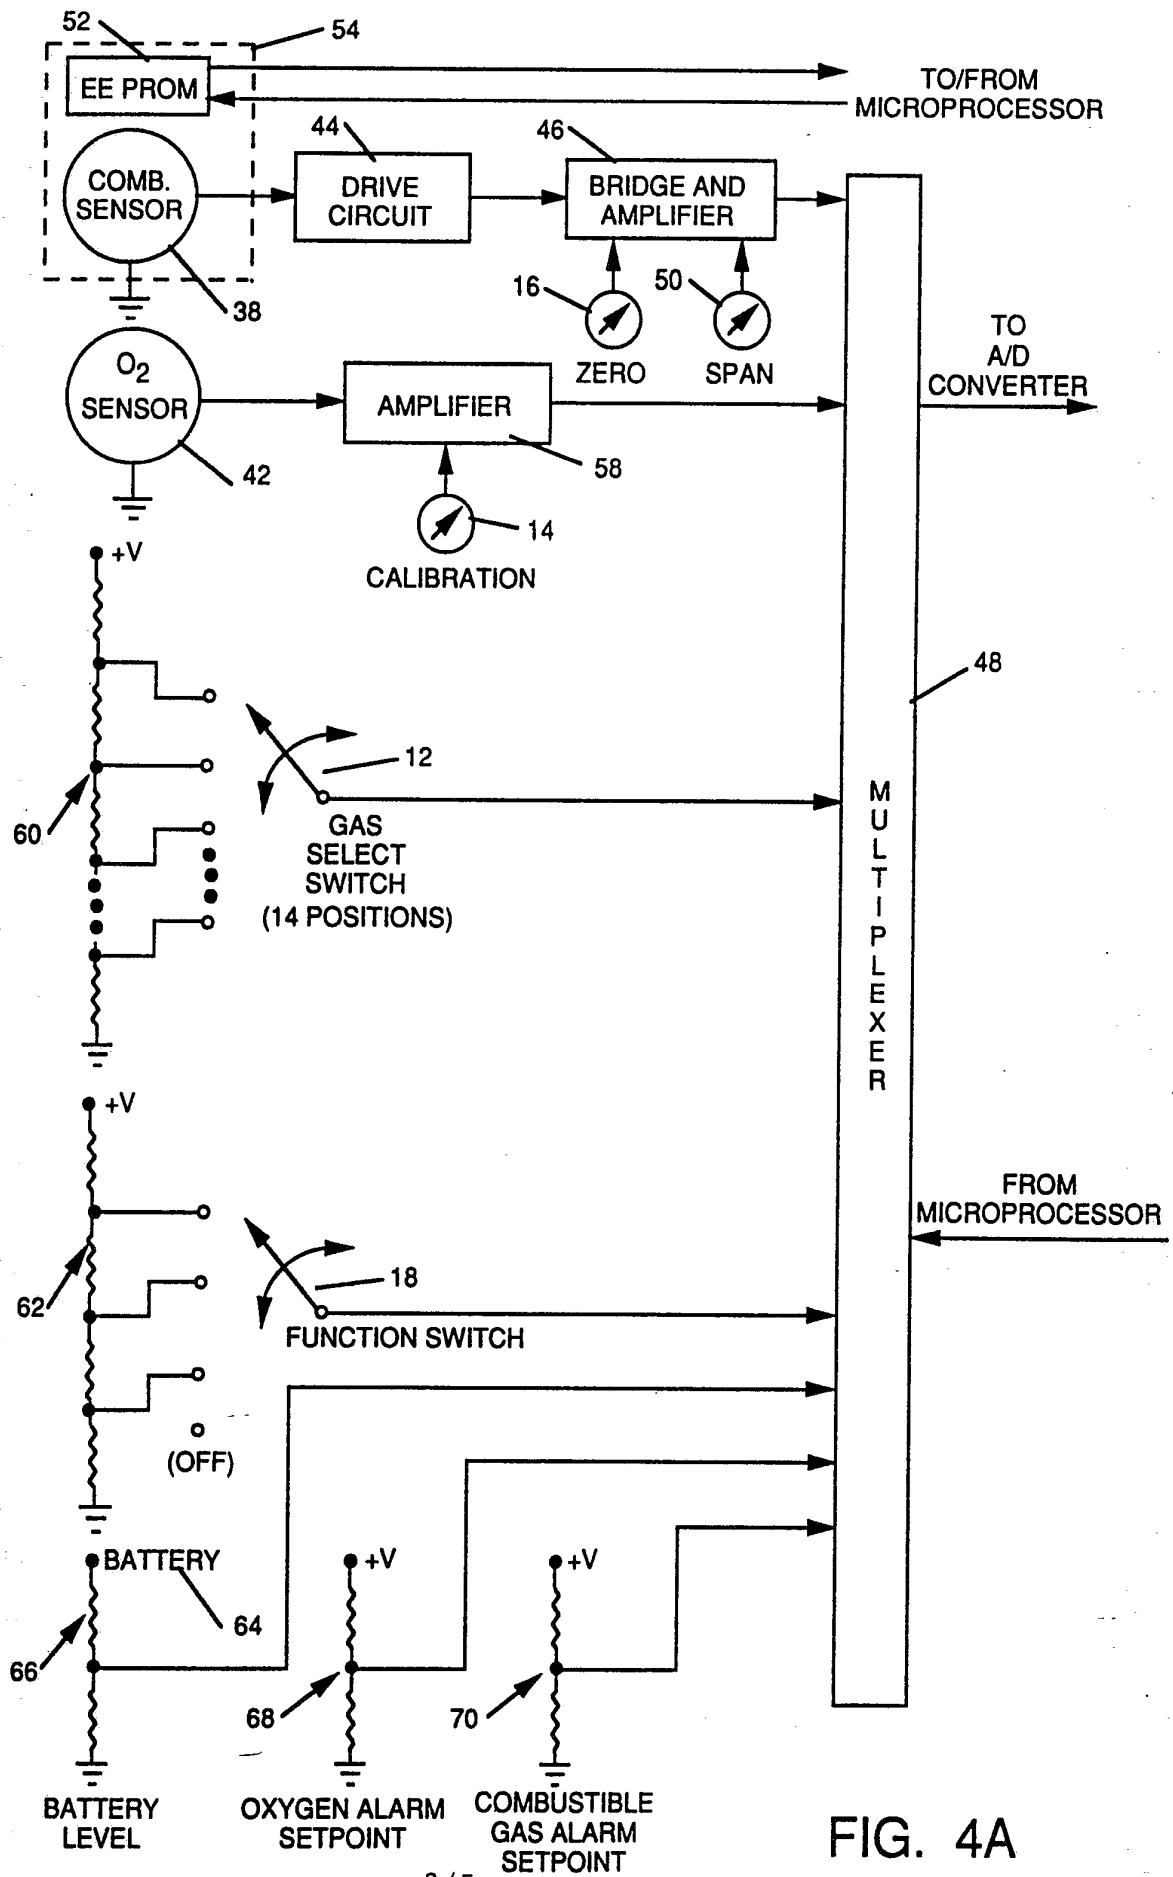 52
54
EE PROM
TO/FROM
MICROPROCESSOR
44
46
COMB.
SENSOR
DRIVE
CIRCUIT
BRIDGE AND
AMPLIFIER
38
16
50
ZERO
SPAN
TO
A/D
CONVERTER
O2
SENSOR
AMPLIFIER
42
58
14
CALIBRATION
+V
48
12
60
GAS
SELECT
SWITCH
(14 POSITIONS)
MULTIPLEXER
+V
FROM
MICROPROCESSOR
62
18
FUNCTION SWITCH
(OFF)
BATTERY
+V
+V
64
66
68
70
BATTERY
LEVEL
OXYGEN ALARM
SETPOINT
COMBUSTIBLE
GAS ALARM
SETPOINT
FIG. 4A